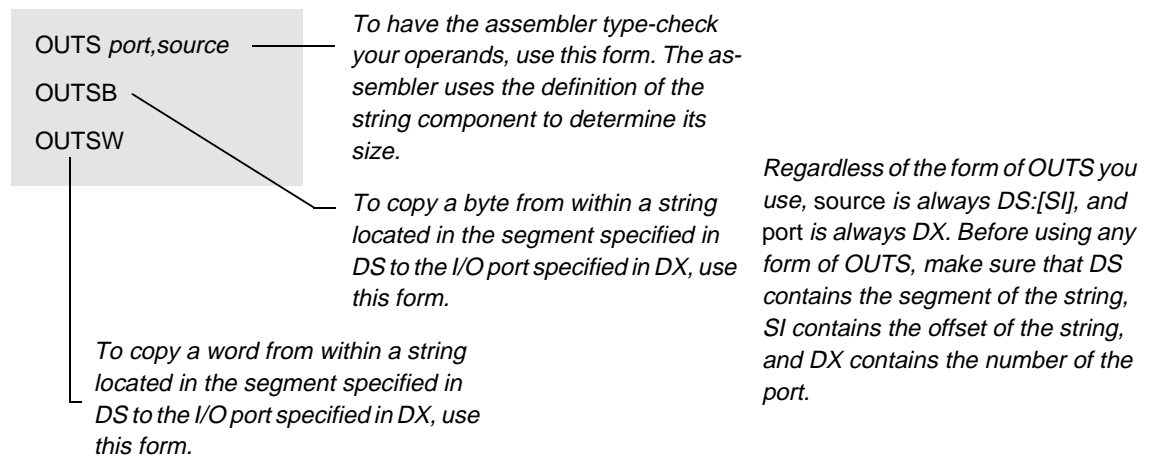 OUTS port,source
OUTSB
OUTSW
To have the assembler type-check
your operands, use this form. The as-
sembler uses the definition of the
string component to determine its
size.
To copy a byte from within a string
located in the segment specified in
DS to the I/O port specified in DX, use
this form.
To copy a word from within a string
located in the segment specified in
DS to the I/O port specified in DX, use
this form.
Regardless of the form of OUTS you
use, source is always DS:[SI], and
port is always DX. Before using any
form of OUTS, make sure that DS
contains the segment of the string,
SI contains the offset of the string,
and DX contains the number of the
port.